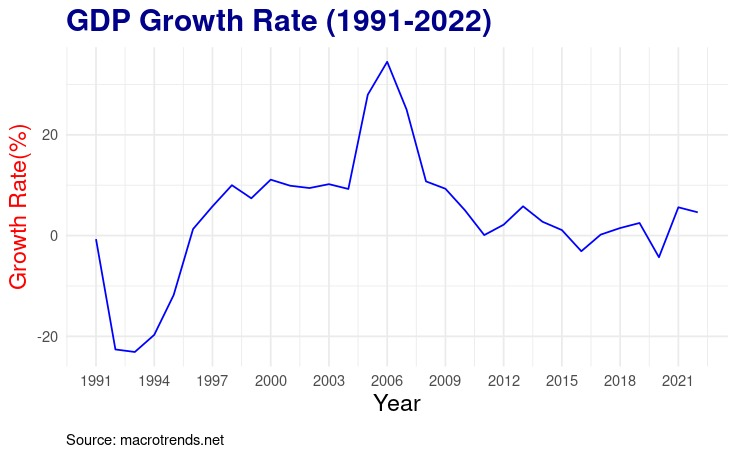 GDP Growth Rate (1991-2022)
Growth Rate(%)
20
0
-20
1991 1994 1997 2000 2003 2006 2009 2012 2015 2018 2021
Year
Source: macrotrends.net